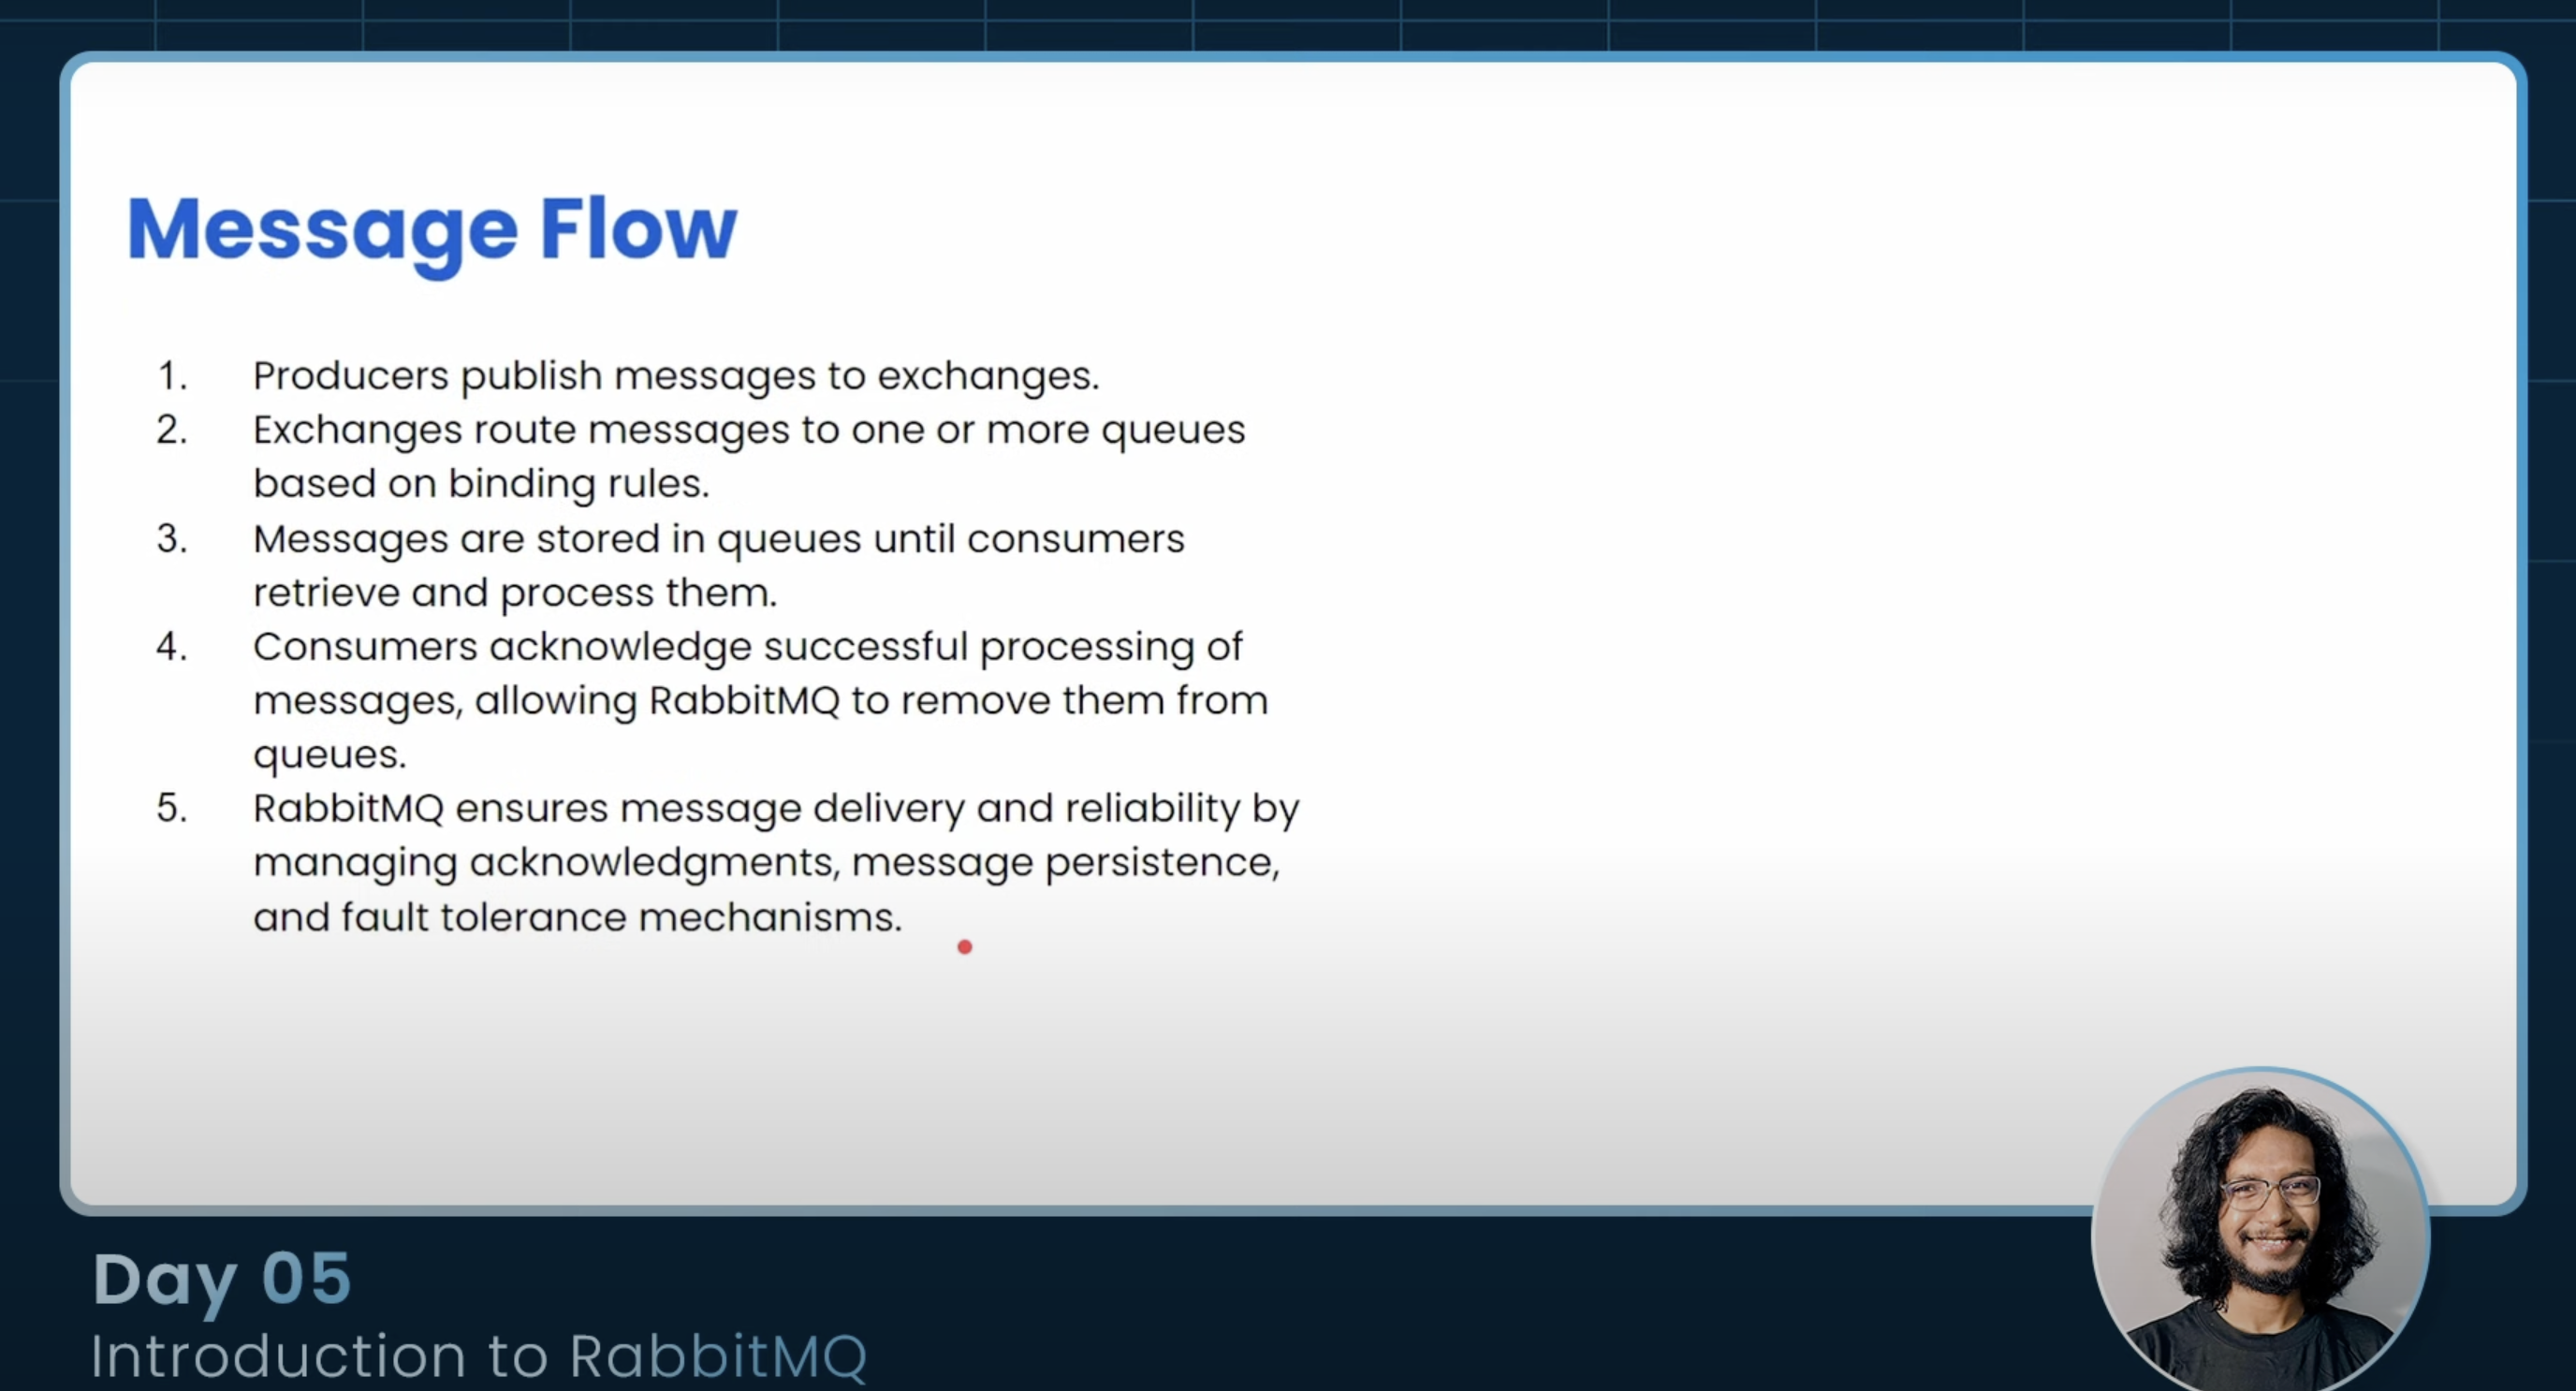 Message Flow
1. Producers publish messages to exchanges.
2. Exchanges route messages to one or more queues
based on binding rules.
3. Messages are stored in queues until consumers
retrieve and process them.
4. Consumers acknowledge successful processing of
messages, allowing RabbitMQ to remove them from
queues.
5. RabbitMQ ensures message delivery and reliability by
managing acknowledgments, message persistence,
and fault tolerance mechanisms.
Day 05
Introduction to RabbitMQ